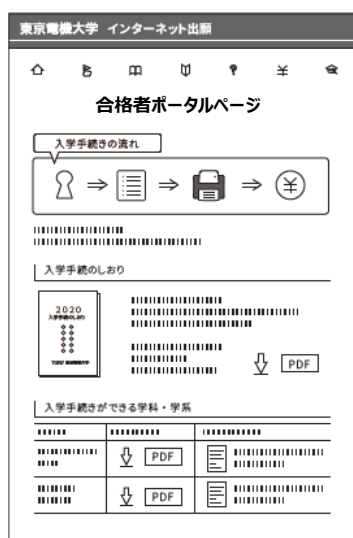 東京電機大学 インターネット出願
合格者ポータルページ
入学手続きの流れ
入学手続のしおり
2020
入学手続のしおり
PDF
入学手続きができる学科・学系
PDF
PDF